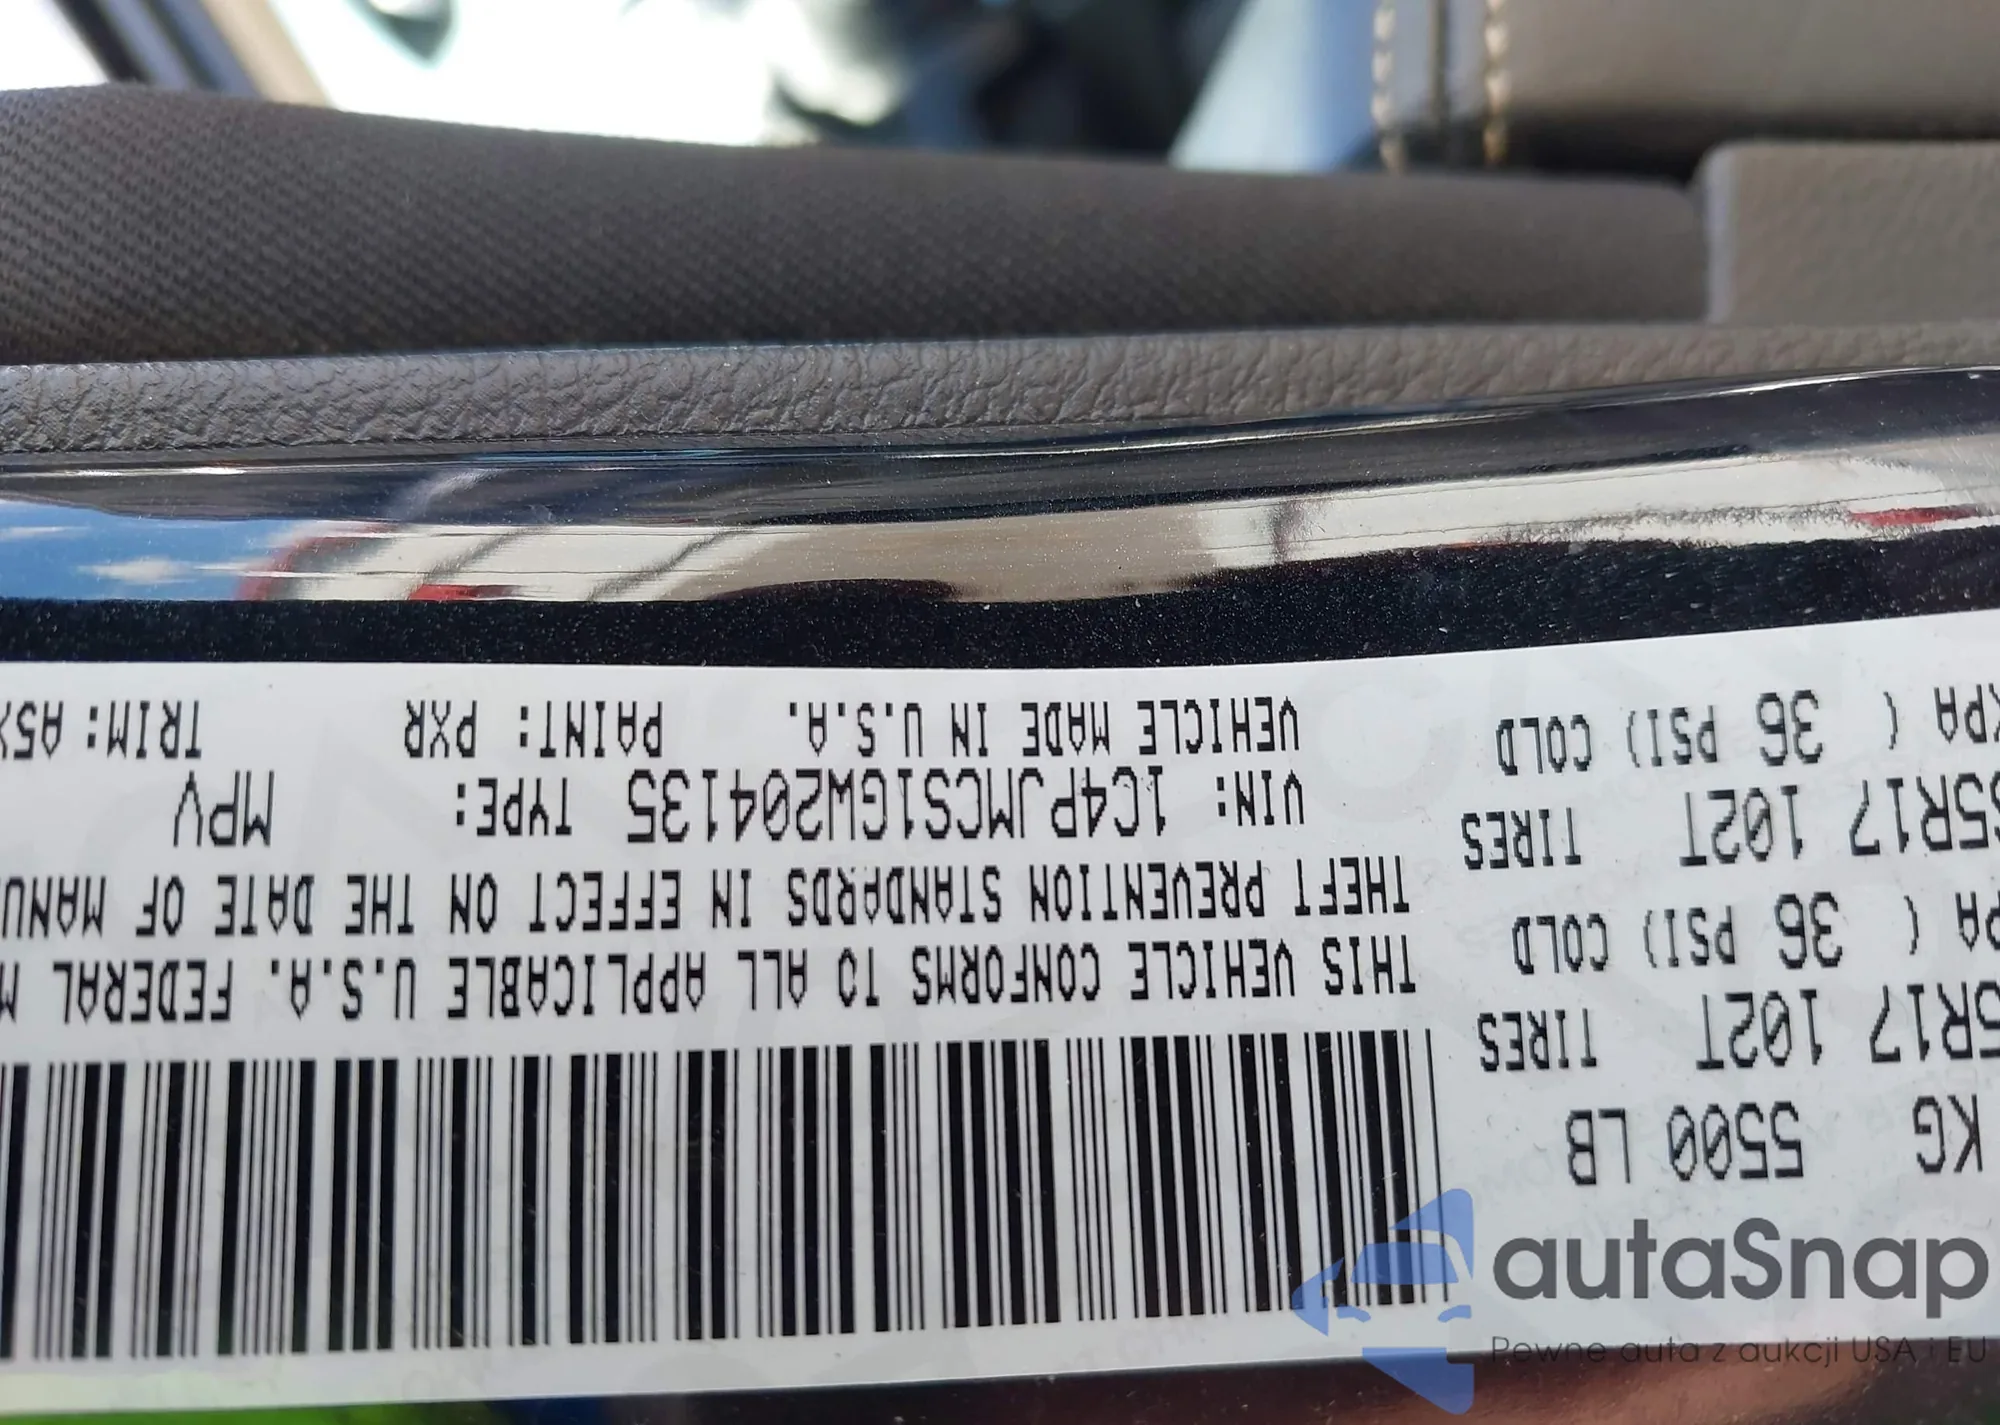 KG 5500 LB
5R17 102T TIRES
PA ( 36 PSI) COLD
5R17 102T TIRES
KPA ( 36 PSI) COLD
THIS VEHICLE CONFORMS TO ALL APPLICABLE U.S.A. FEDERAL M
THEFT PREVENTION STANDARDS IN EFFECT ON THE DATE OF MANU
VIN: 1C4PJMCS1GW204135 TYPE: MPV
VEHICLE MADE IN U.S.A. PAINT: PXR TRIM: A5X
autaSnap
Pewne auta z aukcji USA i EU